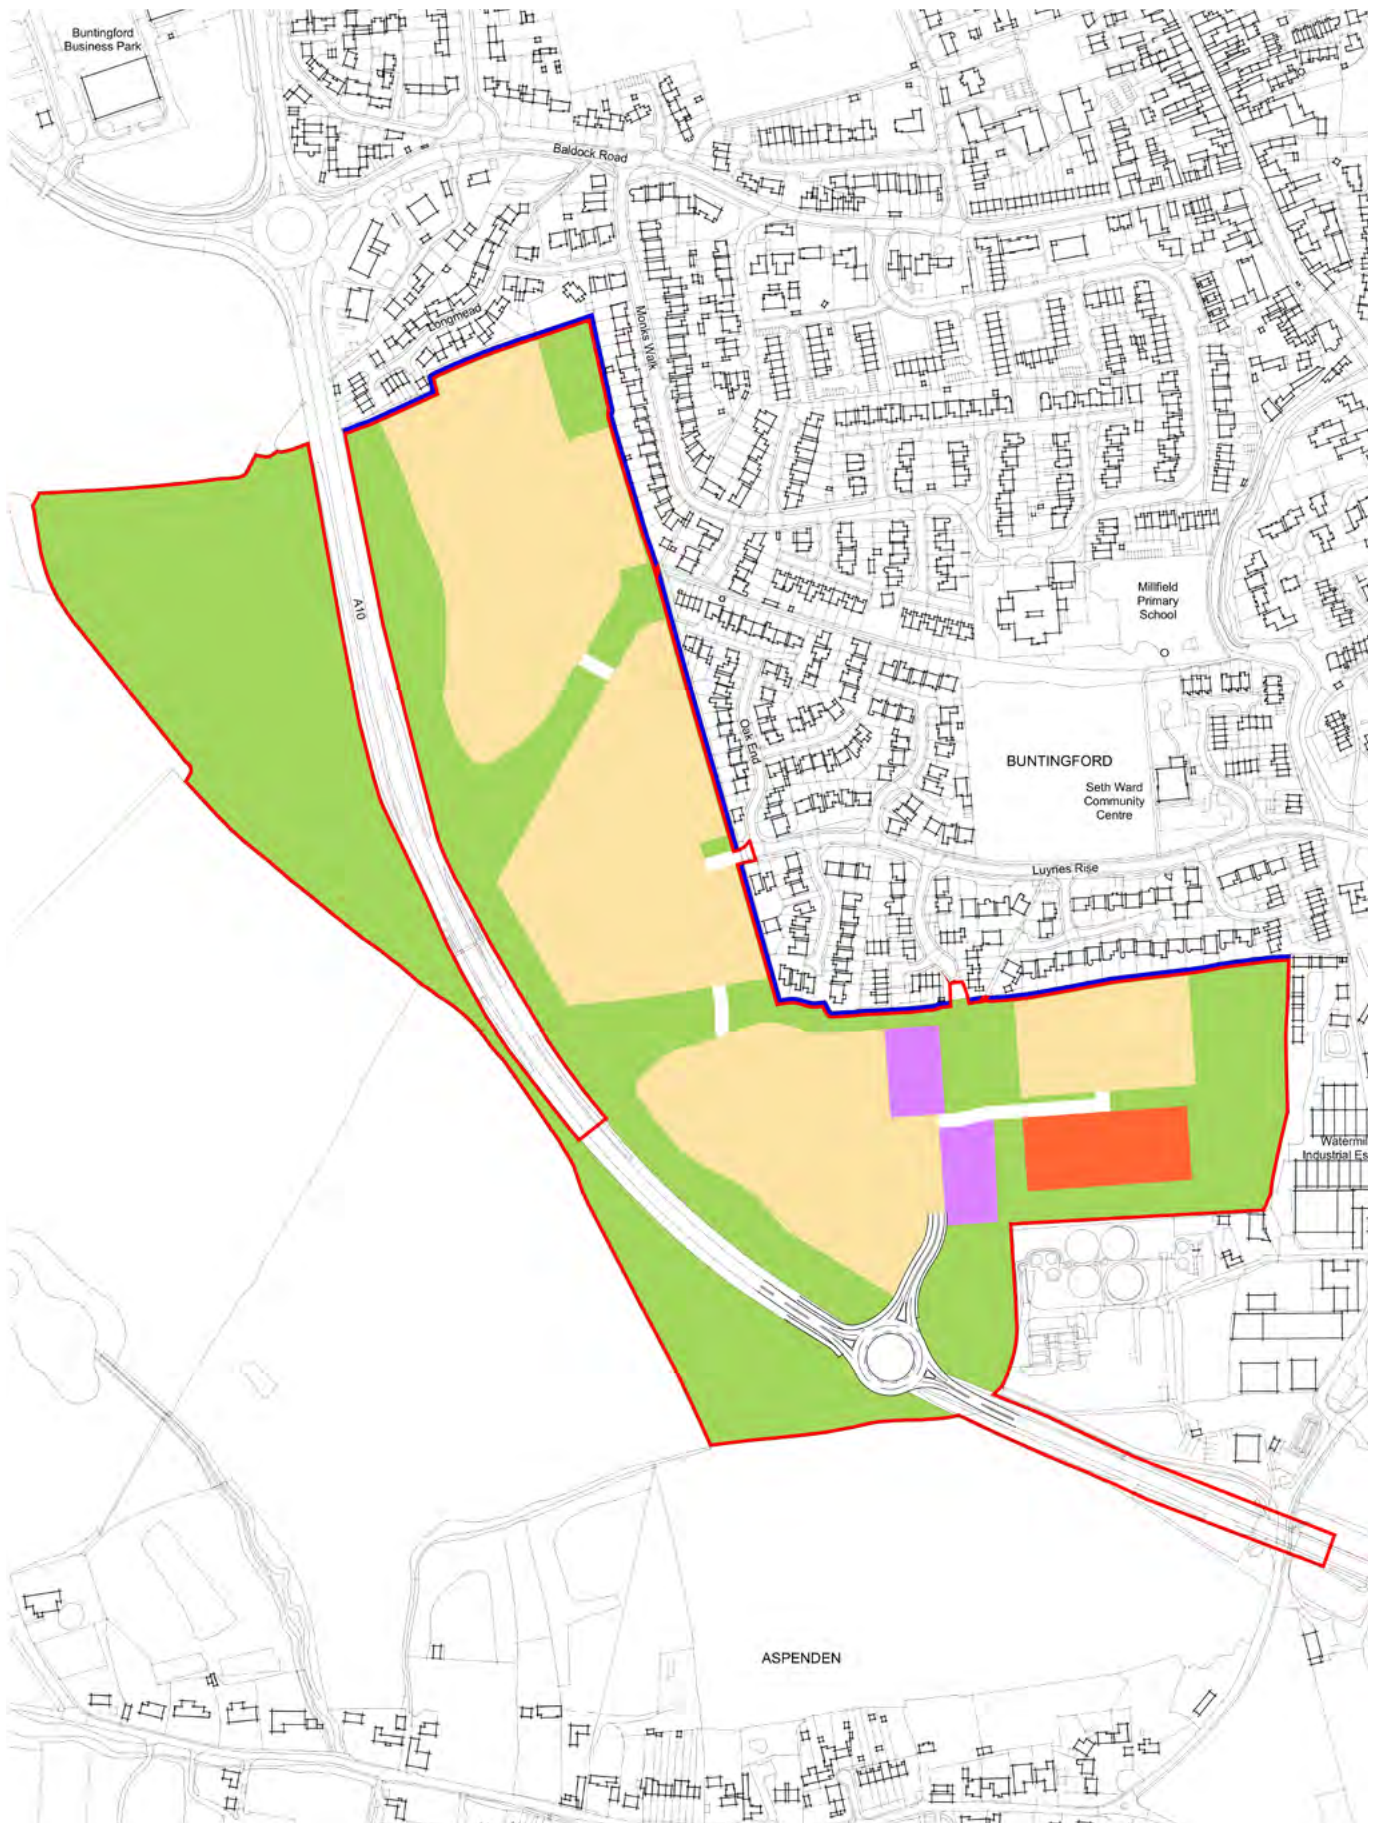 Buntingford
Business Park
Baldock Road
Longmead
Monks Walk
A10
Millfield
Primary
School
Oak End
BUNTINGFORD
Seth Ward
Community
Centre
Luynes Rise
Watermil
Industrial Es
ASPENDEN